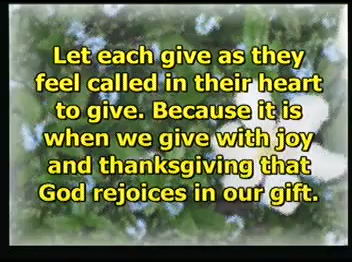 Let each give as they
feel called in their heart
to give. Because it is
when we give with joy
and thanksgiving that
God rejoices in our gift.